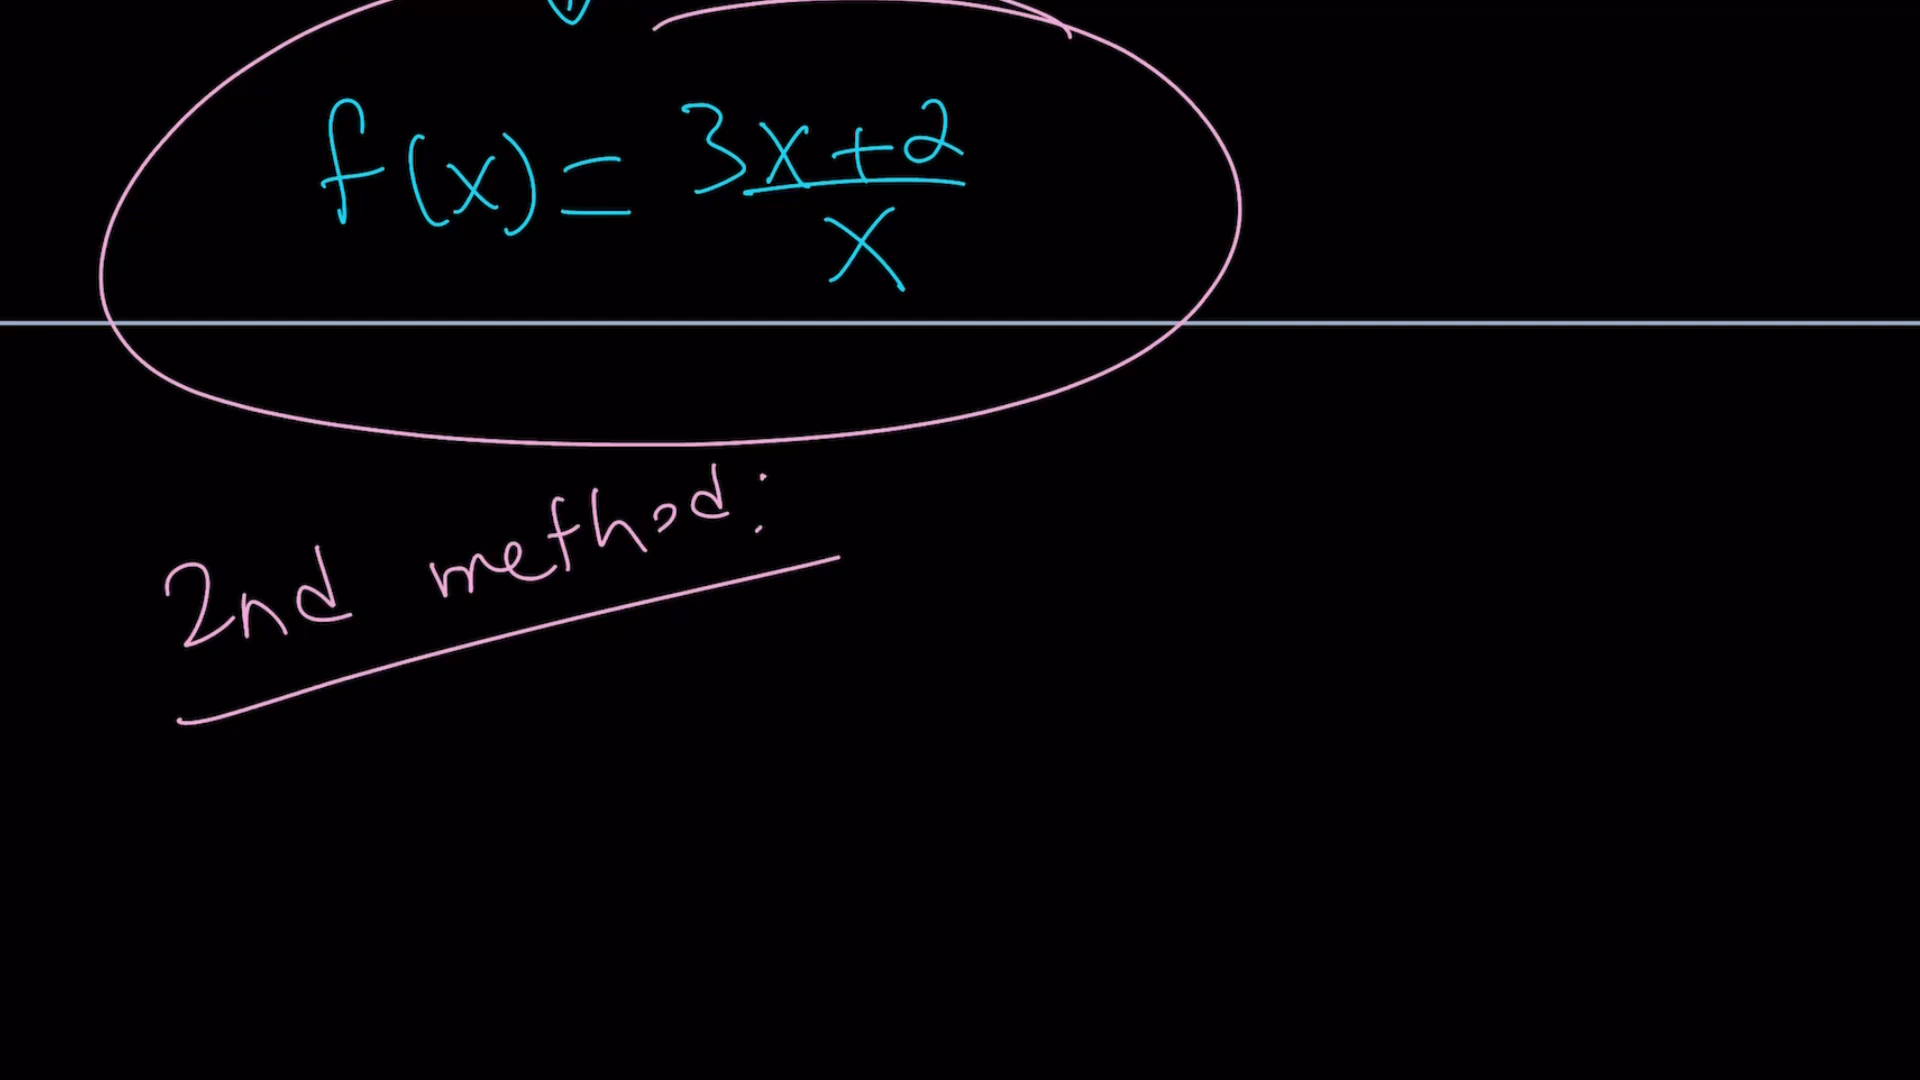 f(x) = 3x+2
x
2nd method: